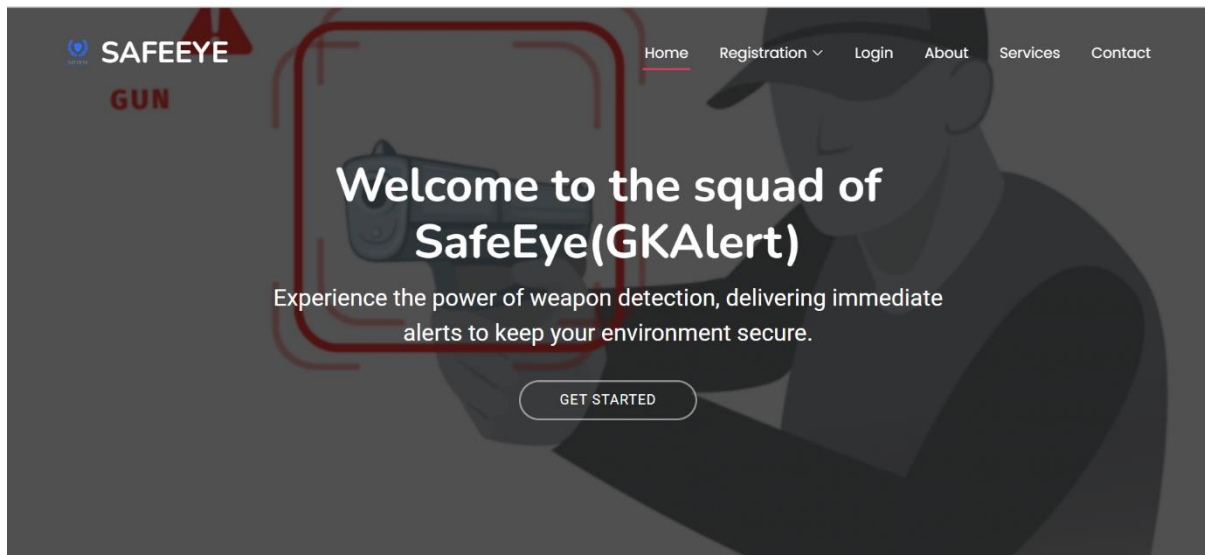 SAFEEYE
Home Registration Login About Services Contact
GUN
Welcome to the squad of
SafeEye(GKAlert)
Experience the power of weapon detection, delivering immediate
alerts to keep your environment secure.
GET STARTED